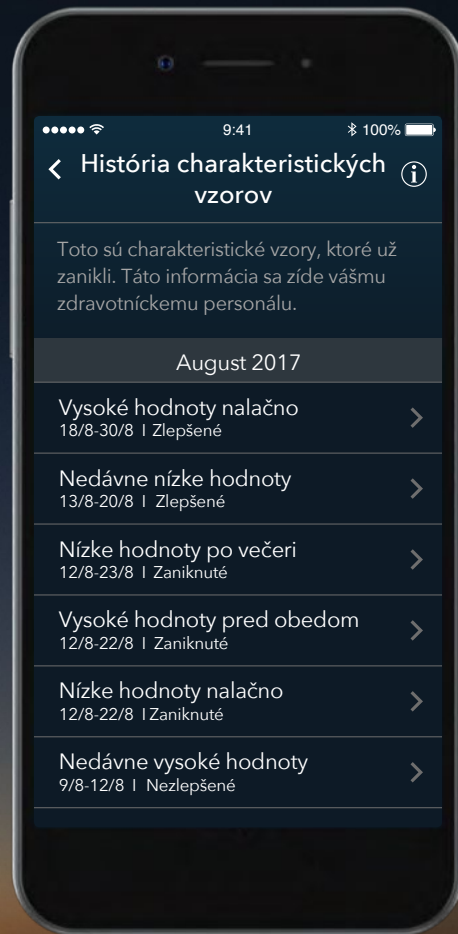 9:41
100%
História charakteristických
vzorov
Toto sú charakteristické vzory, ktoré už
zanikli. Táto informácia sa zíde vášmu
zdravotníckemu personálu.
August 2017
Vysoké hodnoty nalačno
18/8-30/8 I Zlepšené
Nedávne nízke hodnoty
13/8-20/8 I Zlepšené
Nízke hodnoty po večeri
12/8-23/8 I Zaniknuté
Vysoké hodnoty pred obedom
12/8-22/8 I Zaniknuté
Nízke hodnoty nalačno
12/8-22/8 I Zaniknuté
Nedávne vysoké hodnoty
9/8-12/8 I Nezlepšené